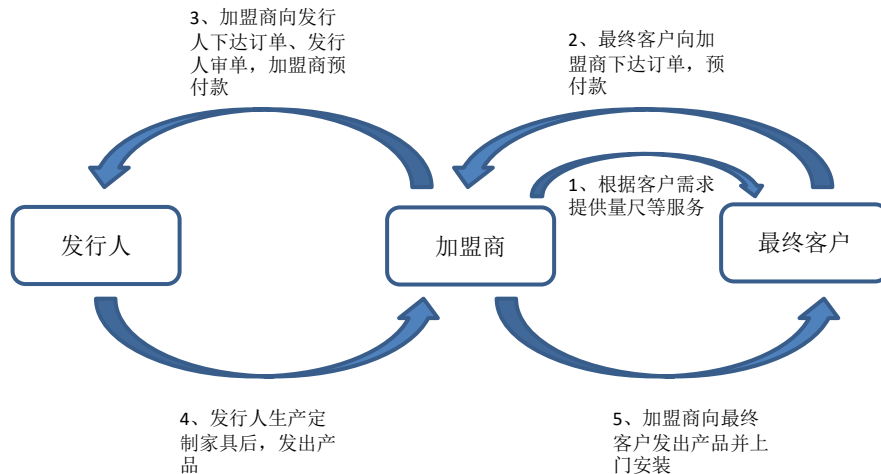 3、加盟商向发行
人下达订单、发行
人审单，加盟商预
付款
2、最终客户向加
盟商下达订单，预
付款
1、根据客户需求
提供量尺等服务
发行人
加盟商
最终客户
4、发行人生产定
制家具后，发出产
品
5、加盟商向最终
客户发出产品并上
门安装